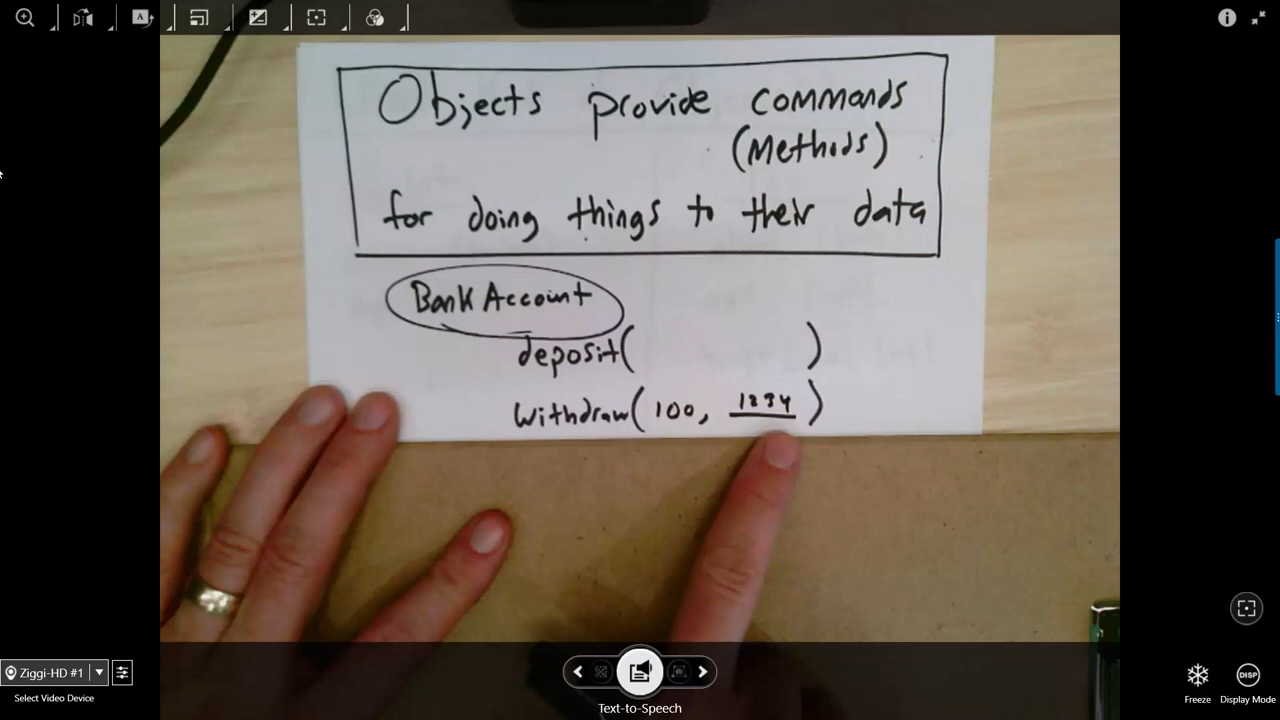 Objects provide commands
(Methods)
for doing things to their data
Bank Account
deposit( )
Withdraw( 100, 1234 )
Ziggi-HD #1
Select Video Device
Text-to-Speech
Freeze
DISP
Display Mode